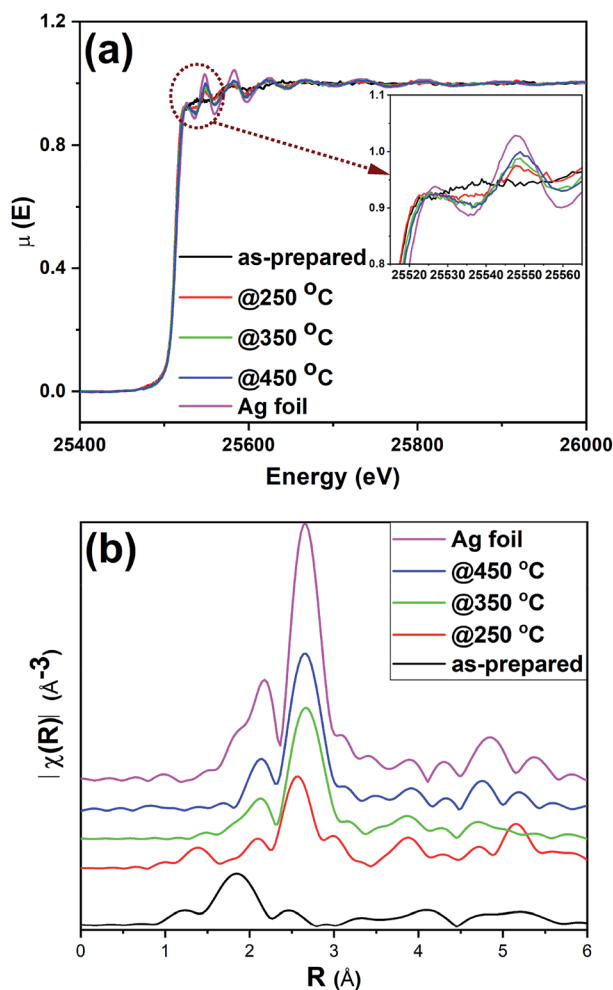 (a)
1.2
0.8
0.4
0.0
μ (E)
as-prepared
@250 °C
@350 °C
@450 °C
Ag foil
1.1
1.0
0.9
0.8
25520 25530 25540 25550 25560
25400 25600 25800 26000
Energy (eV)
(b)
Ag foil
@450 °C
@350 °C
@250 °C
as-prepared
|χ(R)| (Å-3)
0 1 2 3 4 5 6
R (Å)